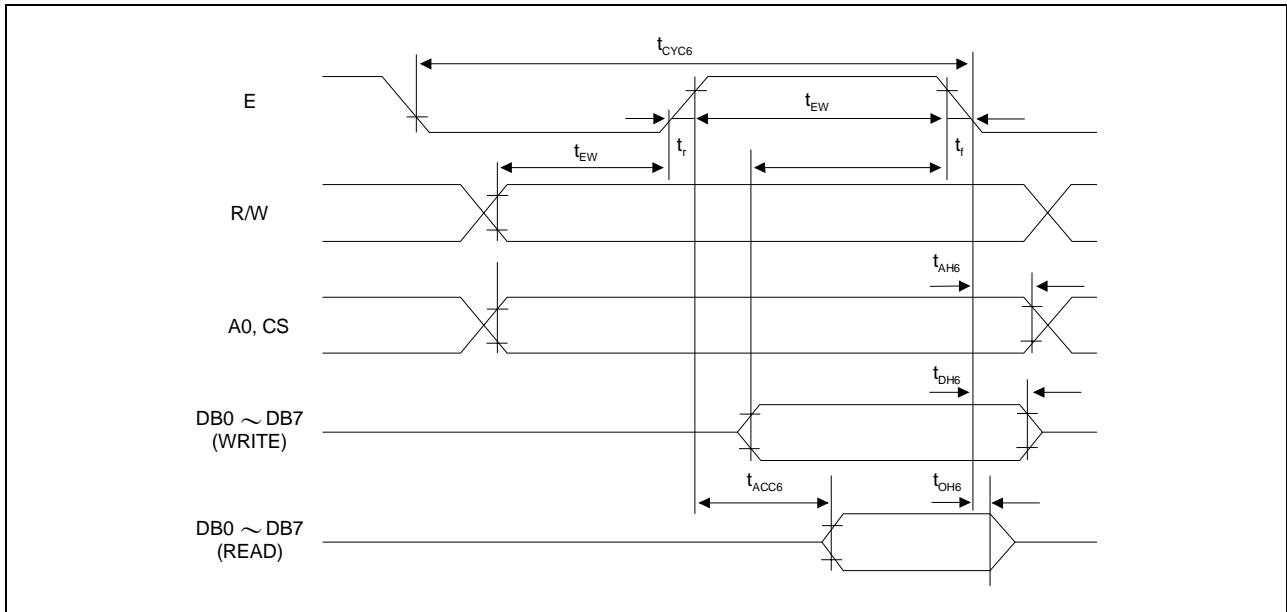 tCYC6
E
tEW
tr
tf
tEW
R/W
tAH6
A0, CS
tDH6
DB0 ∼ DB7
(WRITE)
tACC6
tOH6
DB0 ∼ DB7
(READ)